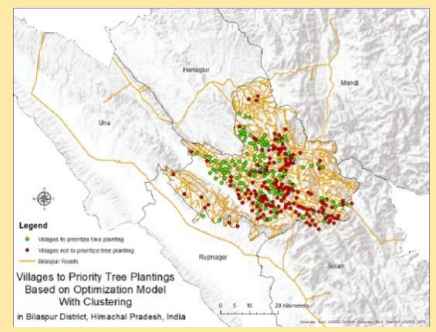 Hamirpur
Mandi
Una
Legend
Villages to prioritize tree planting
Villages not to prioritize tree planting
Bilaspur Roads
Rupnagar
Solan
Villages to Priority Tree Plantings
Based on Optimization Model
With Clustering
in Bilaspur District, Himachal Pradesh, India
0 5 10 20 Kilometers